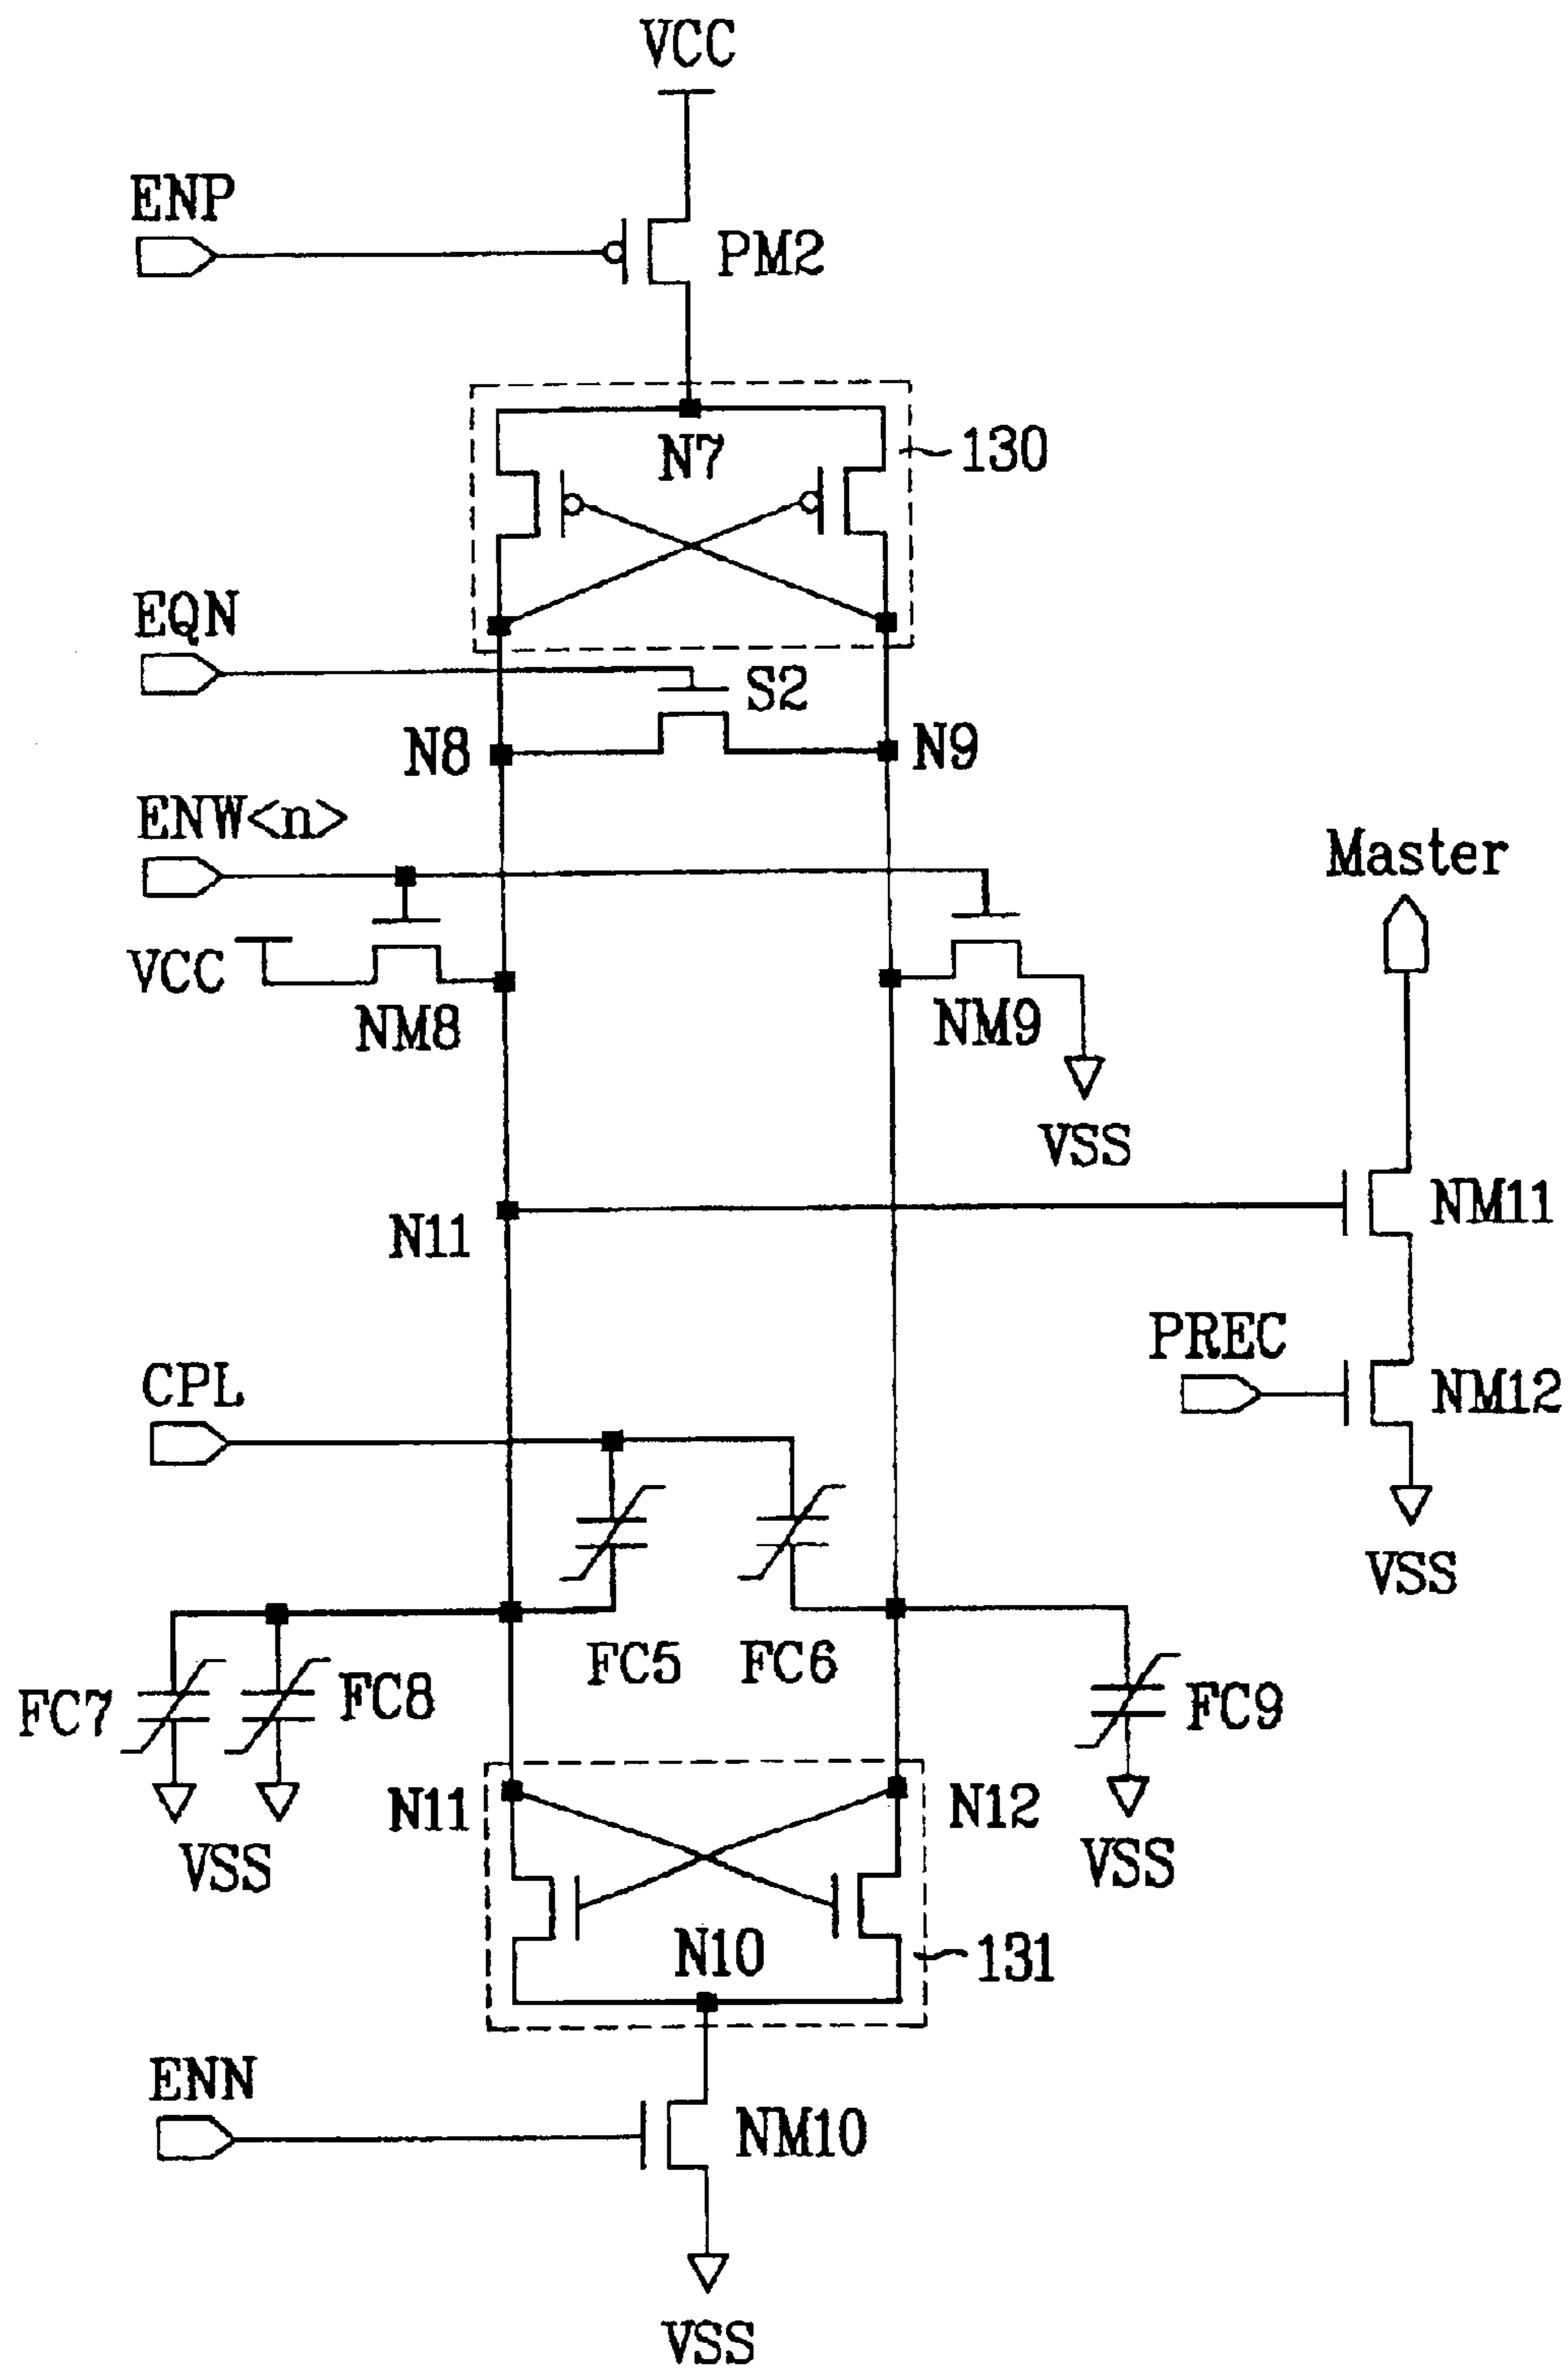 VCC
ENP
PM2
N7
130
EQN
S2
N8
N9
ENW<n>
Master
VCC
NM8
NM9
VSS
N11
NM11
PREC
CPL
NM12
VSS
FC5
FC6
FC7
FC8
FC9
N11
N12
VSS
VSS
N10
131
ENN
NM10
VSS